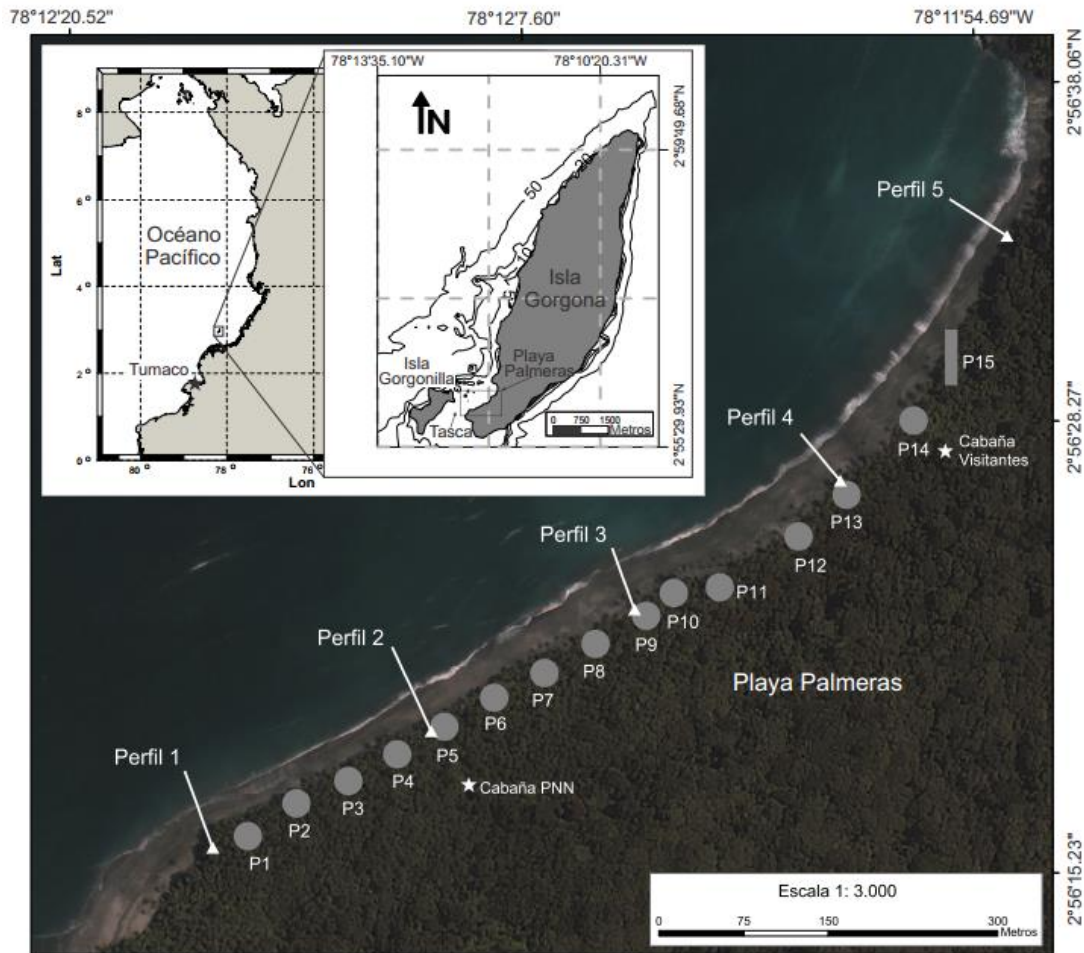 78°12'20.52"
78°12'7.60"
78°11'54.69"W
78°13'35.10"W
78°10'20.31"W
N
2°59'49.68"N
2°56'38.06"N
8°
6°
4°
2°
0°
Lat
Océano
Pacífico
Tumaco
80°
78°
76°
Lon
50
20
10
5
Isla
Gorgona
Isla
Gorgonilla
Playa
Palmeras
Tasca
0 750 1500
Metros
2°55'29.93"N
Perfil 5
P15
Perfil 4
P14
Cabaña
Visitantes
2°56'28.27"
P13
Perfil 3
P12
P11
P10
P9
P8
Perfil 2
P7
Playa Palmeras
P6
P5
Perfil 1
P4
Cabaña PNN
P3
P2
P1
2°56'15.23"
Escala 1: 3.000
0 75 150 300
Metros